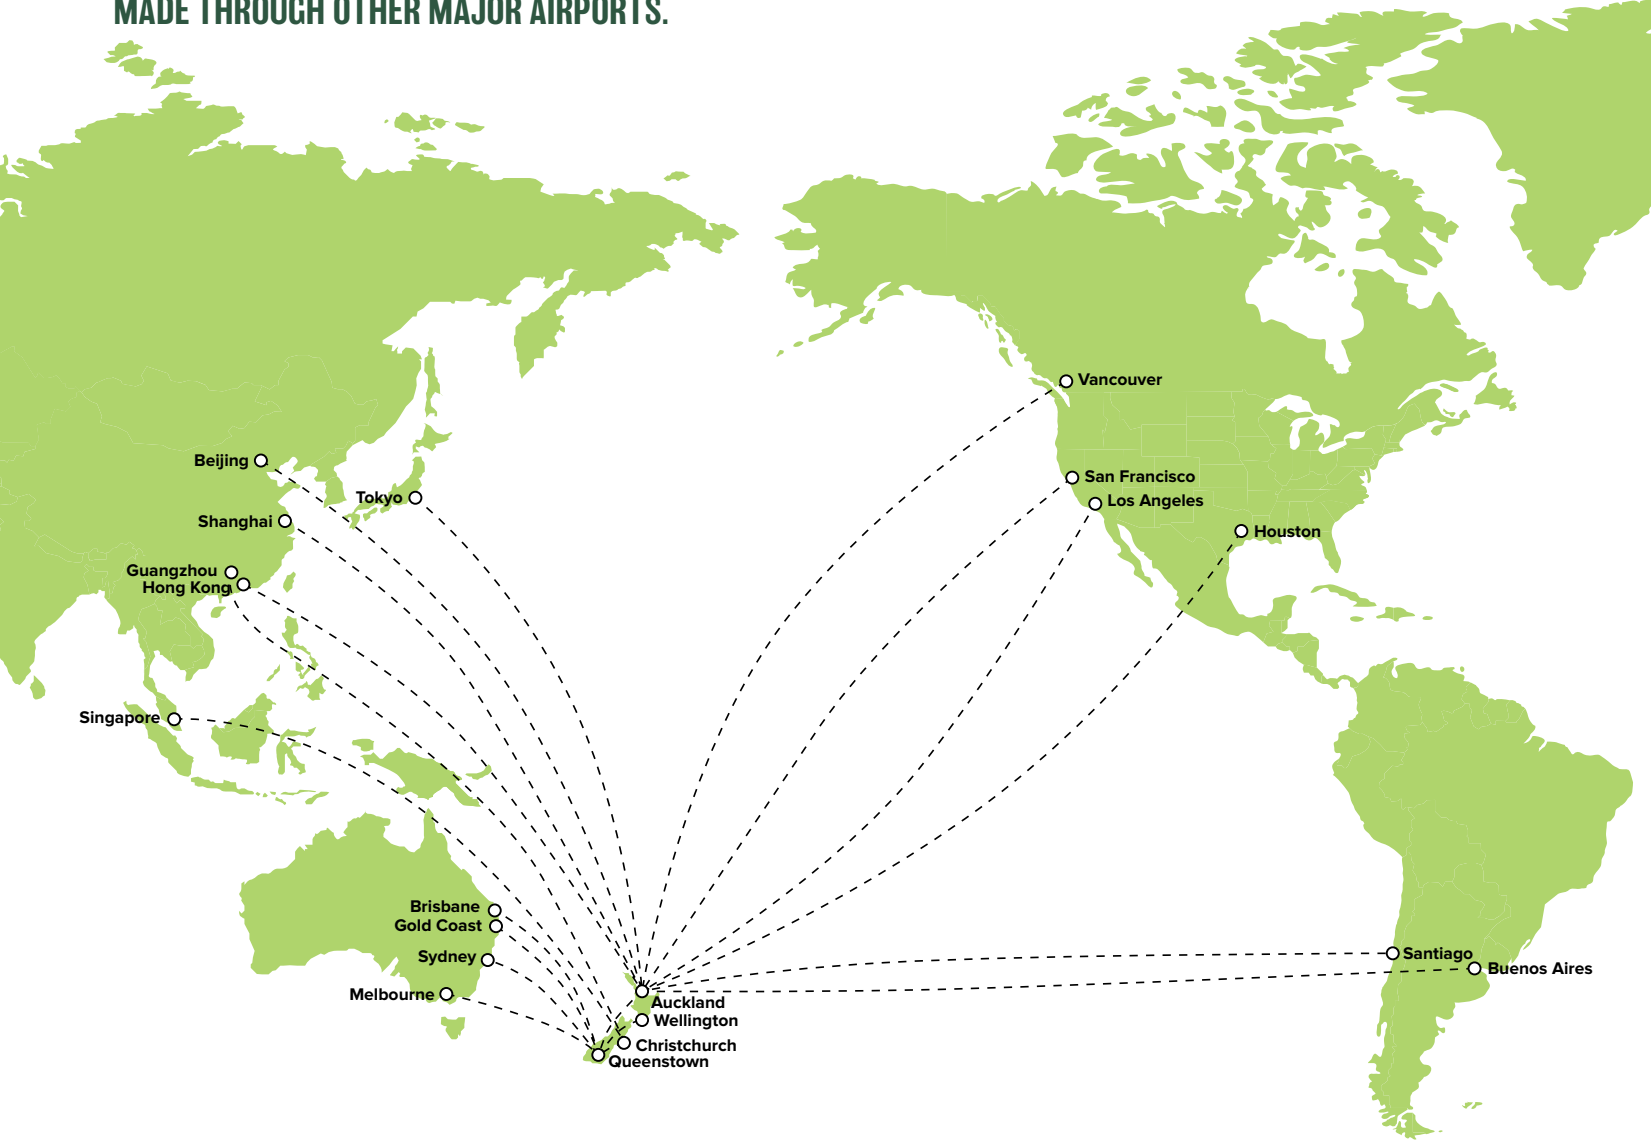 MADE THROUGH OTHER MAJOR AIRPORTS.
Vancouver
Beijing
San Francisco
Tokyo
Los Angeles
Shanghai
Houston
Guangzhou
Hong Kong
Singapore
Brisbane
Gold Coast
Sydney
Santiago
Buenos Aires
Melbourne
Auckland
Wellington
Christchurch
Queenstown